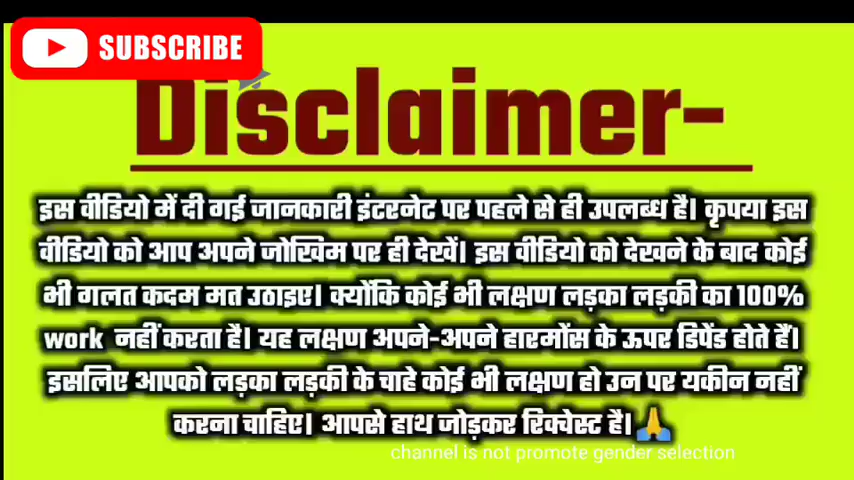 SUBSCRIBE
Disclaimer-
इस वीडियो में दी गई जानकारी इंटरनेट पर पहले से ही उपलब्ध है। कृपया इस
वीडियो को आप अपने जोखिम पर ही देखें। इस वीडियो को देखने के बाद कोई
भी गलत कदम मत उठाइए। क्योंकि कोई भी लक्षण लड़का लड़की का 100%
work नहीं करता है। यह लक्षण अपने-अपने हारमोंस के ऊपर डिपेंड होते हैं।
इसलिए आपको लड़का लड़की के चाहे कोई भी लक्षण हो उन पर यकीन नहीं
करना चाहिए। आपसे हाथ जोड़कर रिक्वेस्ट है।🙏
channel is not promote gender selection